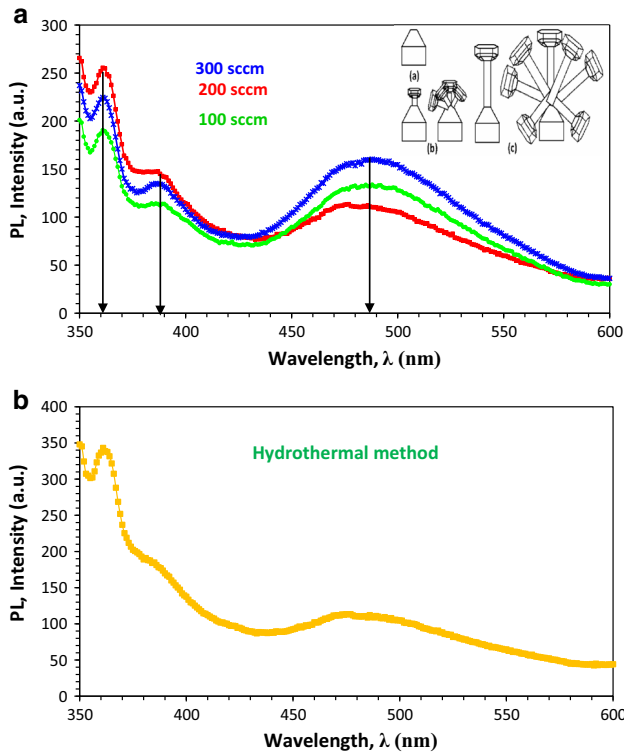 a
300
250
200
150
100
50
0
PL, Intensity (a.u.)
300 sccm
200 sccm
100 sccm
(a)
(b)
(c)
350 400 450 500 550 600
Wavelength, λ (nm)
b
400
350
300
250
200
150
100
50
0
PL, Intensity (a.u.)
Hydrothermal method
350 400 450 500 550 600
Wavelength, λ (nm)